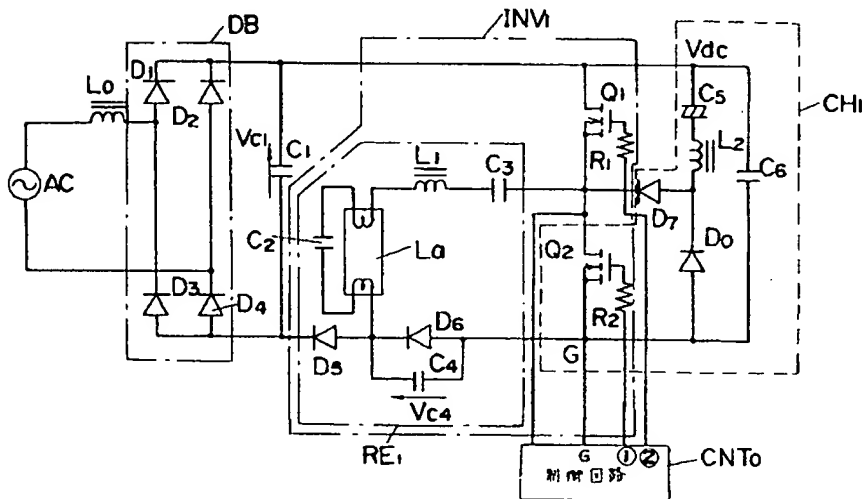 DB
INV1
Vdc
D1
L0
D2
Vc1
C1
Q1
C5
CH1
L1
C3
R1
L2
C6
AC
C2
La
D7
Q2
D0
D3
D4
D6
R2
D5
C4
G
Vc4
RE1
G
①
②
CNT0
制御回路